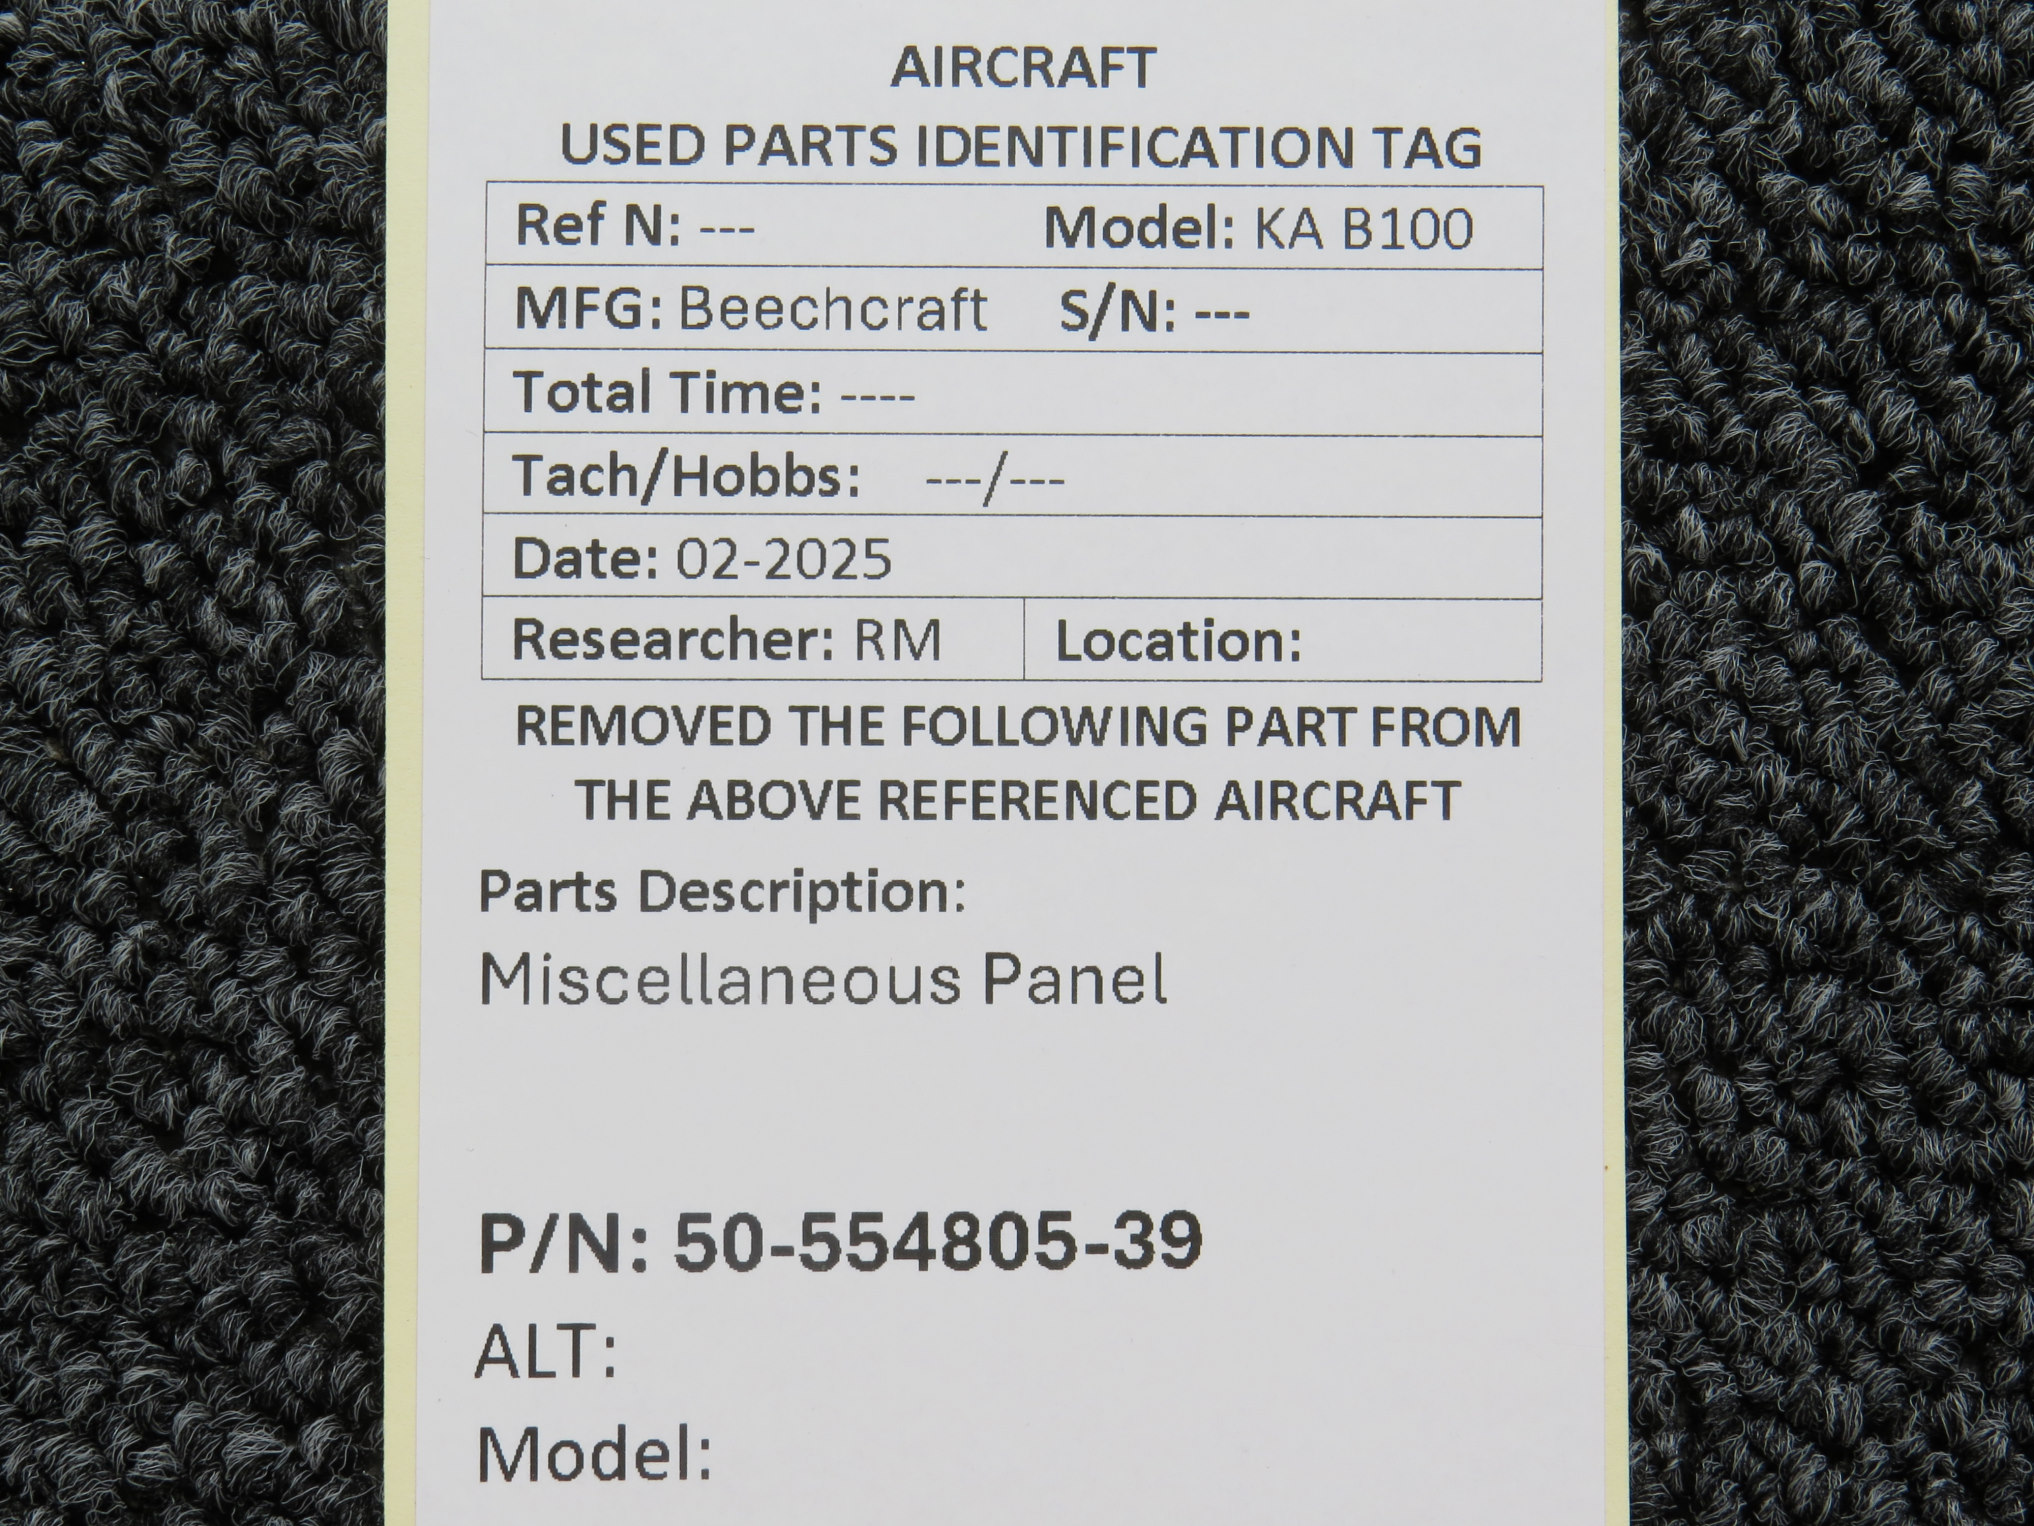 AIRCRAFT
USED PARTS IDENTIFICATION TAG
Ref N: --- Model: KA B100
MFG: Beechcraft S/N: ---
Total Time: ----
Tach/Hobbs: ---/---
Date: 02-2025
Researcher: RM Location:
REMOVED THE FOLLOWING PART FROM
THE ABOVE REFERENCED AIRCRAFT
Parts Description:
Miscellaneous Panel
P/N: 50-554805-39
ALT:
Model: